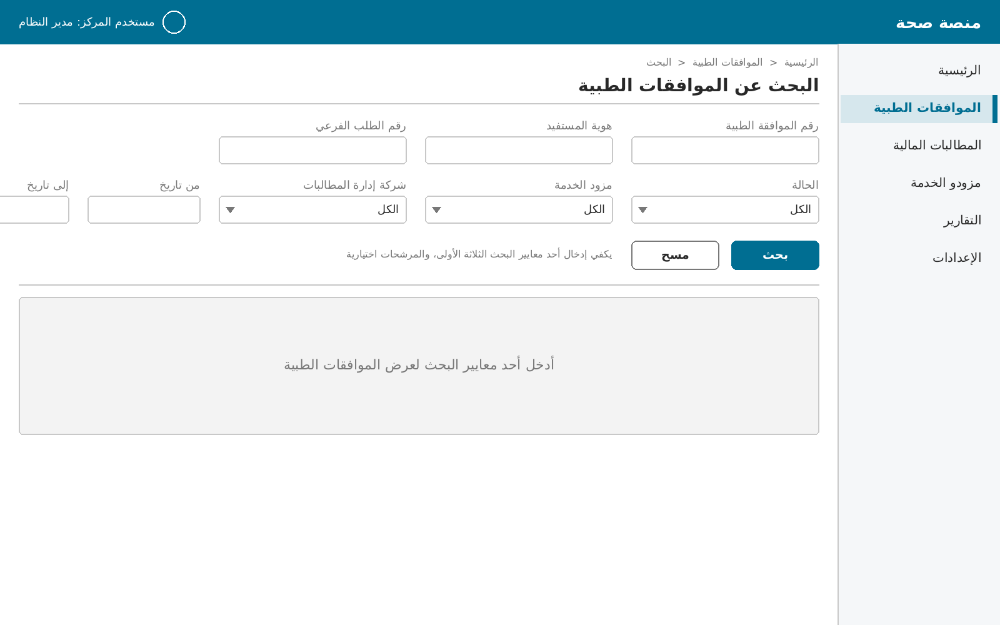 منصة صحة
مستخدم المركز: مدير النظام
الرئيسية
الموافقات الطبية
المطالبات المالية
مزودو الخدمة
التقارير
الإعدادات
الرئيسية > الموافقات الطبية > البحث
البحث عن الموافقات الطبية
رقم الموافقة الطبية هوية المستفيد رقم الطلب الفرعي
الحالة مزود الخدمة شركة إدارة المطالبات من تاريخ إلى تاريخ
الكل الكل الكل
بحث مسح يكفي إدخال أحد معايير البحث الثلاثة الأولى، والمرشحات اختيارية
أدخل أحد معايير البحث لعرض الموافقات الطبية